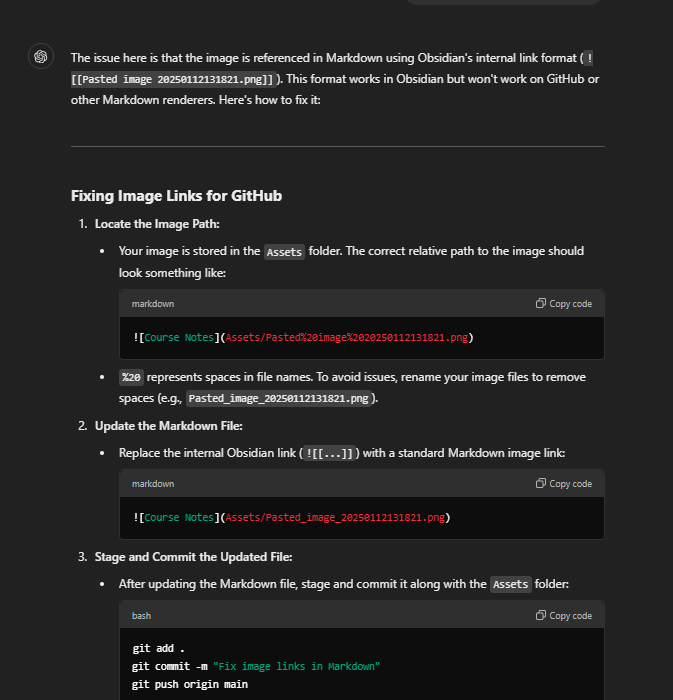 The issue here is that the image is referenced in Markdown using Obsidian's internal link format (!
[[Pasted image 20250112131821.png]]). This format works in Obsidian but won't work on GitHub or
other Markdown renderers. Here's how to fix it:
Fixing Image Links for GitHub
1. Locate the Image Path:
• Your image is stored in the Assets folder. The correct relative path to the image should
look something like:
markdown
Copy code
![Course Notes](Assets/Pasted%20image%2020250112131821.png)
• %20 represents spaces in file names. To avoid issues, rename your image files to remove
spaces (e.g., Pasted_image_20250112131821.png).
2. Update the Markdown File:
• Replace the internal Obsidian link (![[...]]) with a standard Markdown image link:
markdown
Copy code
![Course Notes](Assets/Pasted_image_20250112131821.png)
3. Stage and Commit the Updated File:
• After updating the Markdown file, stage and commit it along with the Assets folder:
bash
Copy code
git add .
git commit -m "Fix image links in Markdown"
git push origin main